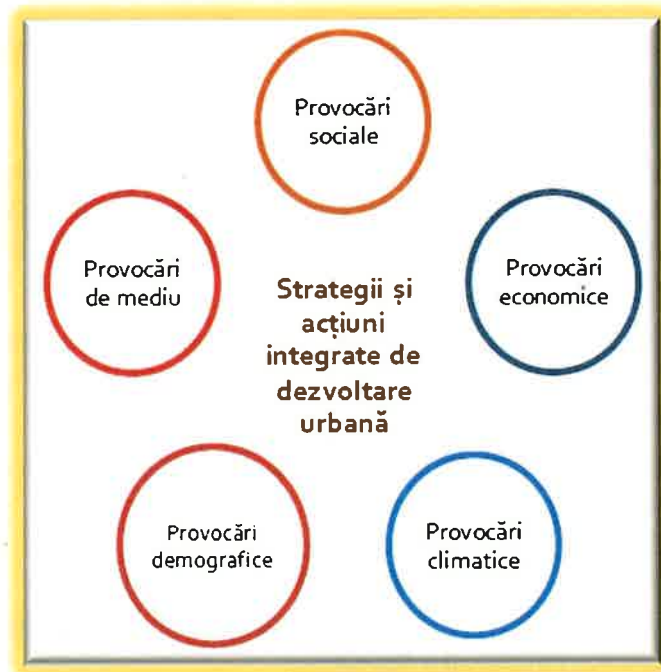 Provocări
sociale
Provocări
de mediu
Provocări
economice
Strategii și
acțiuni
integrate de
dezvoltare
urbană
Provocări
demografice
Provocări
climatice